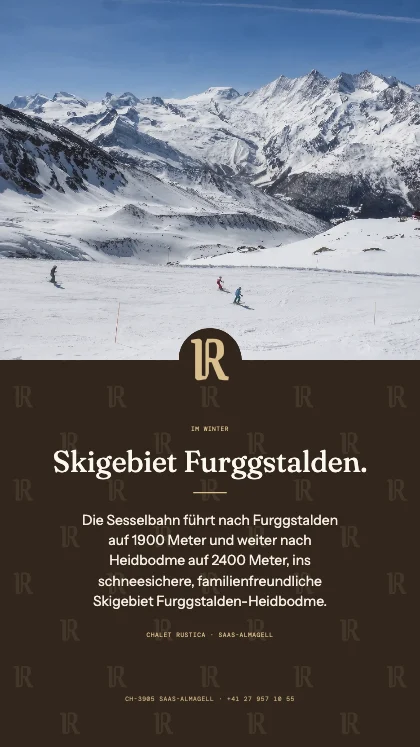 1R
IM WINTER
Skigebiet Furggstalden.
Die Sesselbahn führt nach Furggstalden
auf 1900 Meter und weiter nach
Heidbodme auf 2400 Meter, ins
schneesichere, familienfreundliche
Skigebiet Furggstalden-Heidbodme.
CHALET RUSTICA · SAAS-ALMAGELL
CH-3905 SAAS-ALMAGELL · +41 27 957 10 55